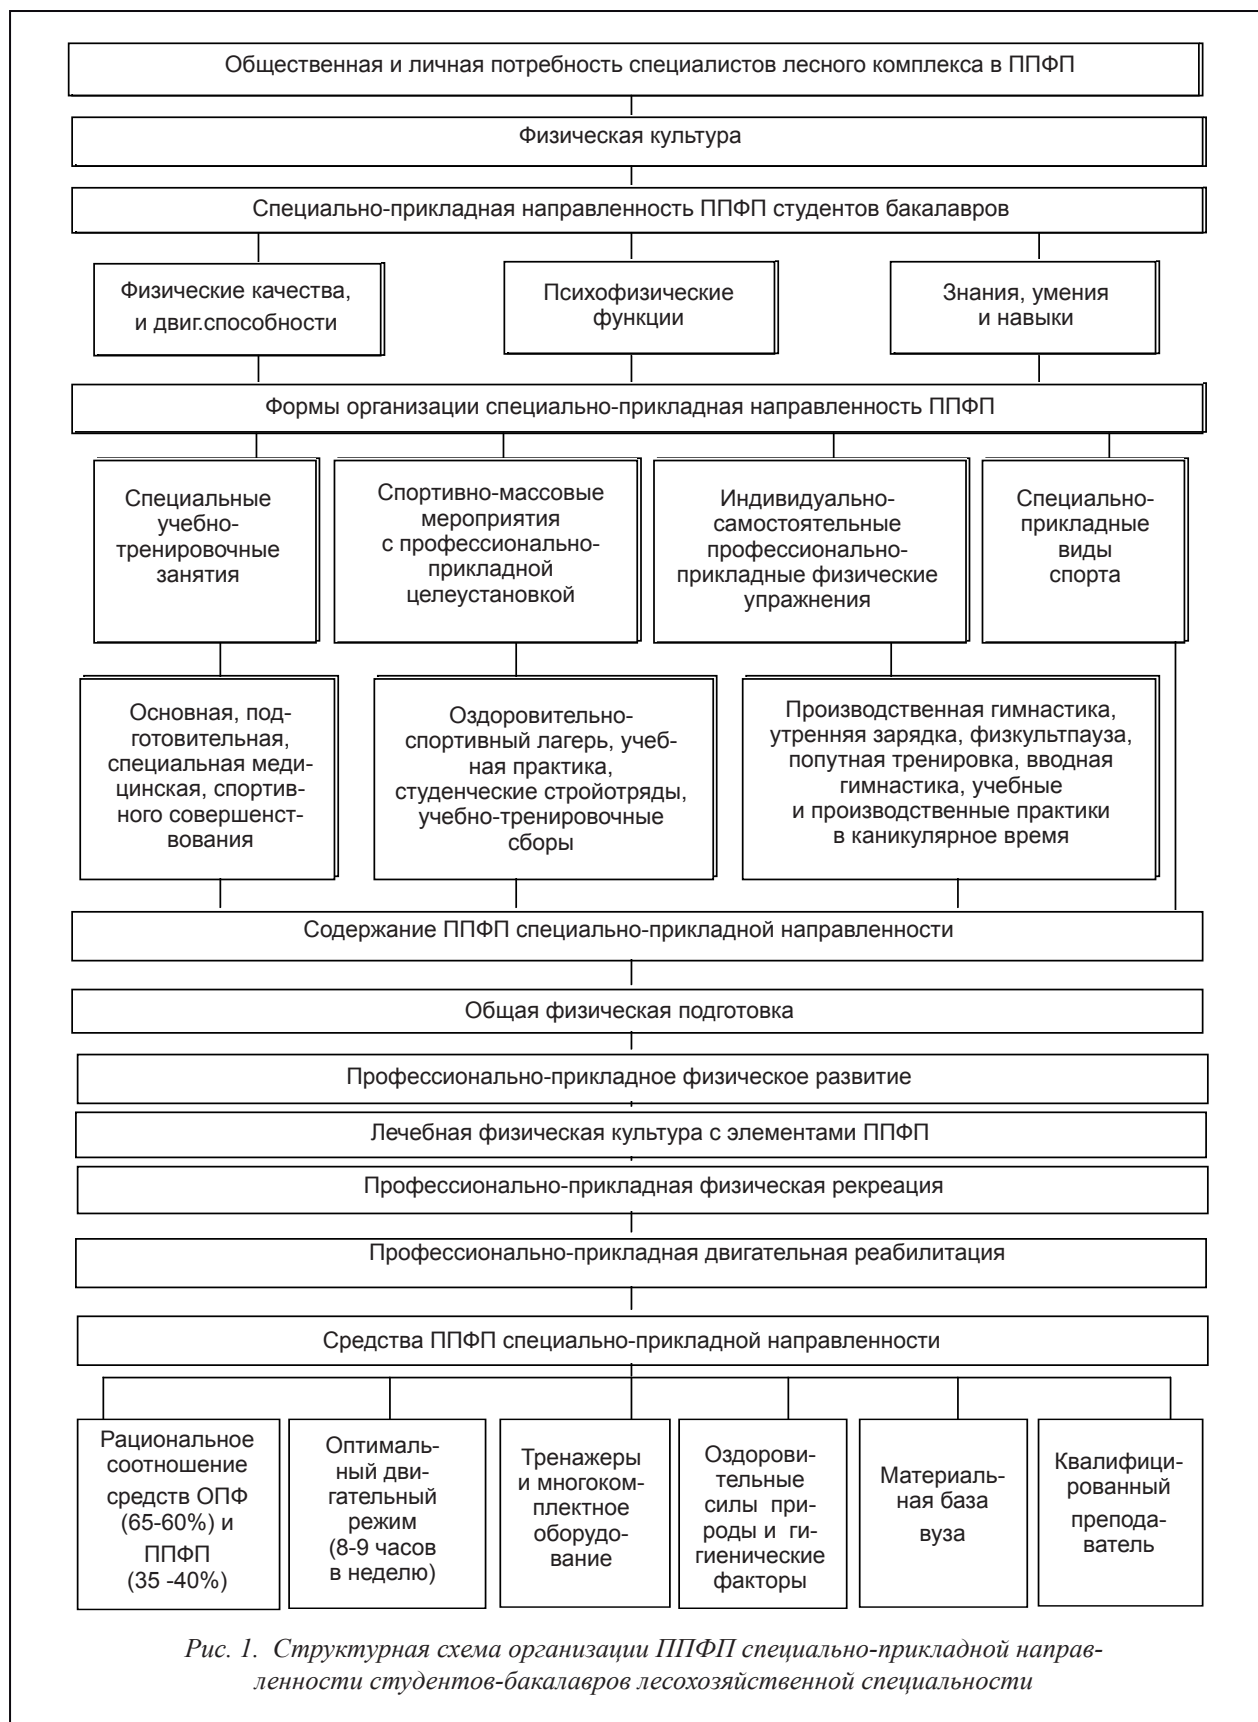 Общественная и личная потребность специалистов лесного комплекса в ППФП
Физическая культура
Специально-прикладная направленность ППФП студентов бакалавров
Физические качества,
и двиг.способности
Психофизические
функции
Знания, умения
и навыки
Формы организации специально-прикладная направленность ППФП
Специальные
учебно-
тренировочные
занятия
Спортивно-массовые
мероприятия
с профессионально-
прикладной
целеустановкой
Индивидуально-
самостоятельные
профессионально-
прикладные физические
упражнения
Специально-
прикладные
виды
спорта
Основная, под-
готовительная,
специальная меди-
цинская, спортив-
ного совершенст-
вования
Оздоровительно-
спортивный лагерь, учеб-
ная практика,
студенческие стройотряды,
учебно-тренировочные
сборы
Производственная гимнастика,
утренняя зарядка, физкультпауза,
попутная тренировка, вводная
гимнастика, учебные
и производственные практики
в каникулярное время
Содержание ППФП специально-прикладной направленности
Общая физическая подготовка
Профессионально-прикладное физическое развитие
Лечебная физическая культура с элементами ППФП
Профессионально-прикладная физическая рекреация
Профессионально-прикладная двигательная реабилитация
Средства ППФП специально-прикладной направленности
Рациональное
соотношение
средств ОПФ
(65-60%) и
ППФП
(35 -40%)
Оптималь-
ный дви-
гательный
режим
(8-9 часов
в неделю)
Тренажеры
и многоком-
плектное
оборудо-
вание
Оздорови-
тельные
силы при-
роды и ги-
гиенические
факторы
Материаль-
ная база
вуза
Квалифици-
рованный
препода-
ватель
Рис. 1. Структурная схема организации ППФП специально-прикладной направ-
ленности студентов-бакалавров лесохозяйственной специальности